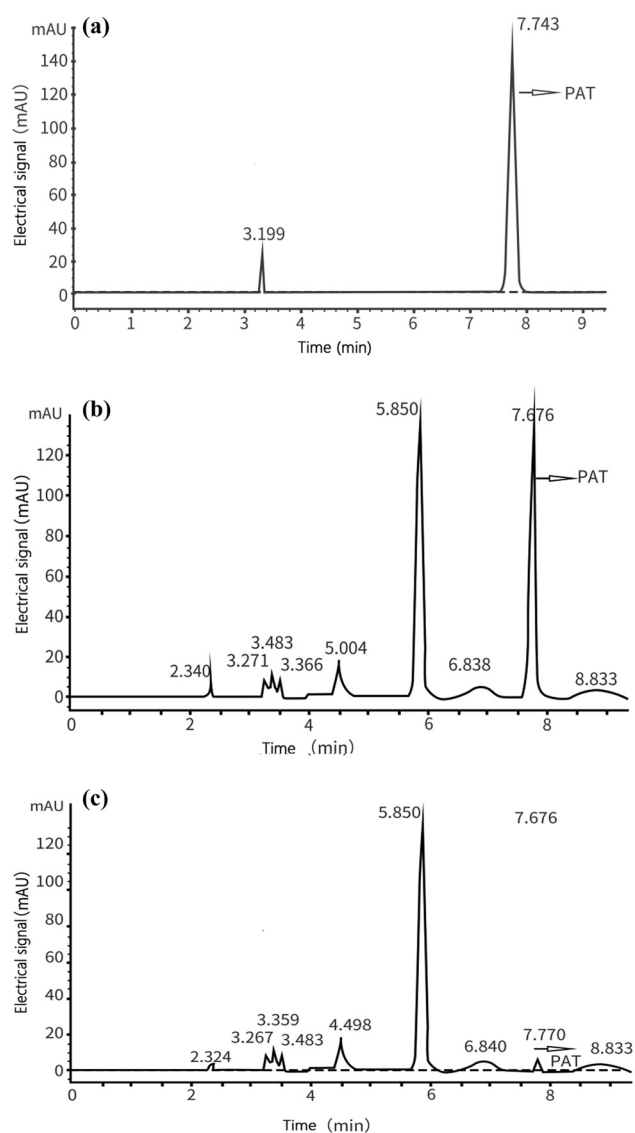 (a)
mAU
7.743
140
PAT
120
100
80
60
40
3.199
20
0
Electrical signal (mAU)
0 1 2 3 4 5 6 7 8 9
Time (min)
(b)
mAU
5.850
7.676
120
PAT
100
80
60
40
3.483
5.004
20
2.340
3.271
3.366
6.838
8.833
0
Electrical signal (mAU)
0 2 4 6 8
Time (min)
(c)
mAU
5.850
7.676
120
100
80
60
40
3.359
4.498
20
3.267
3.483
2.324
6.840
7.770
PAT
8.833
0
Electrical signal (mAU)
0 2 4 6 8
Time (min)